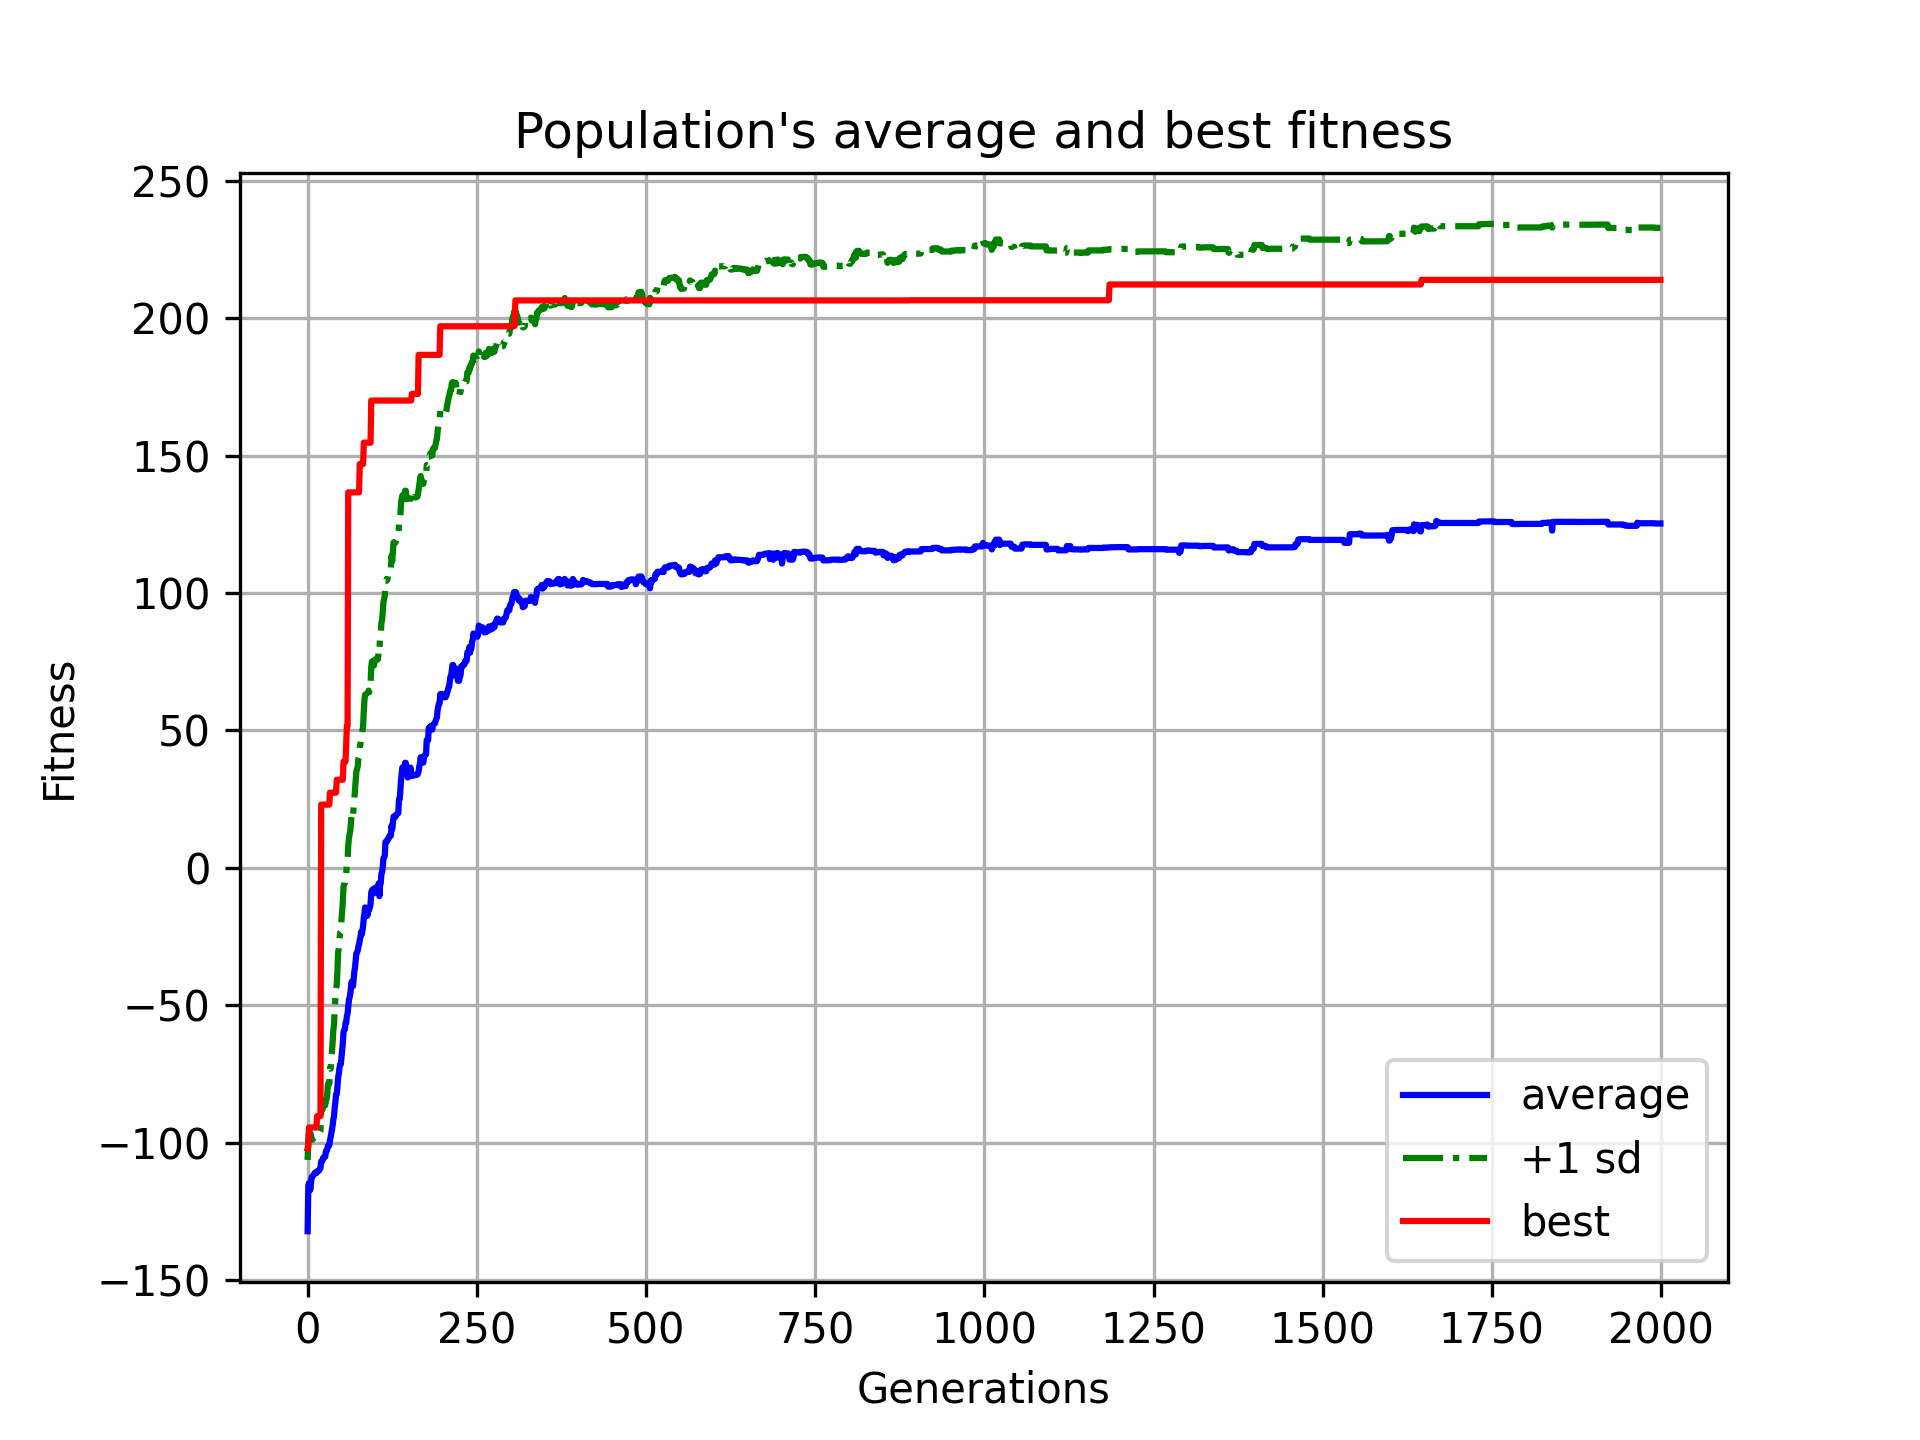 Population's average and best fitness
250
200
150
100
50
0
−50
−100
−150
Fitness
0 250 500 750 1000 1250 1500 1750 2000
Generations
average
+1 sd
best